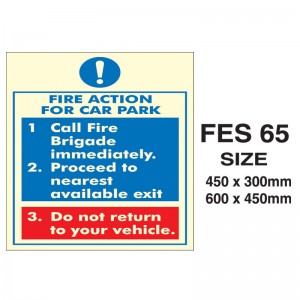 !
FIRE ACTION
FOR CAR PARK
1 Call Fire
Brigade
immediately.
2. Proceed to
nearest
available exit
3. Do not return
to your vehicle.
FES 65
SIZE
450 x 300mm
600 x 450mm